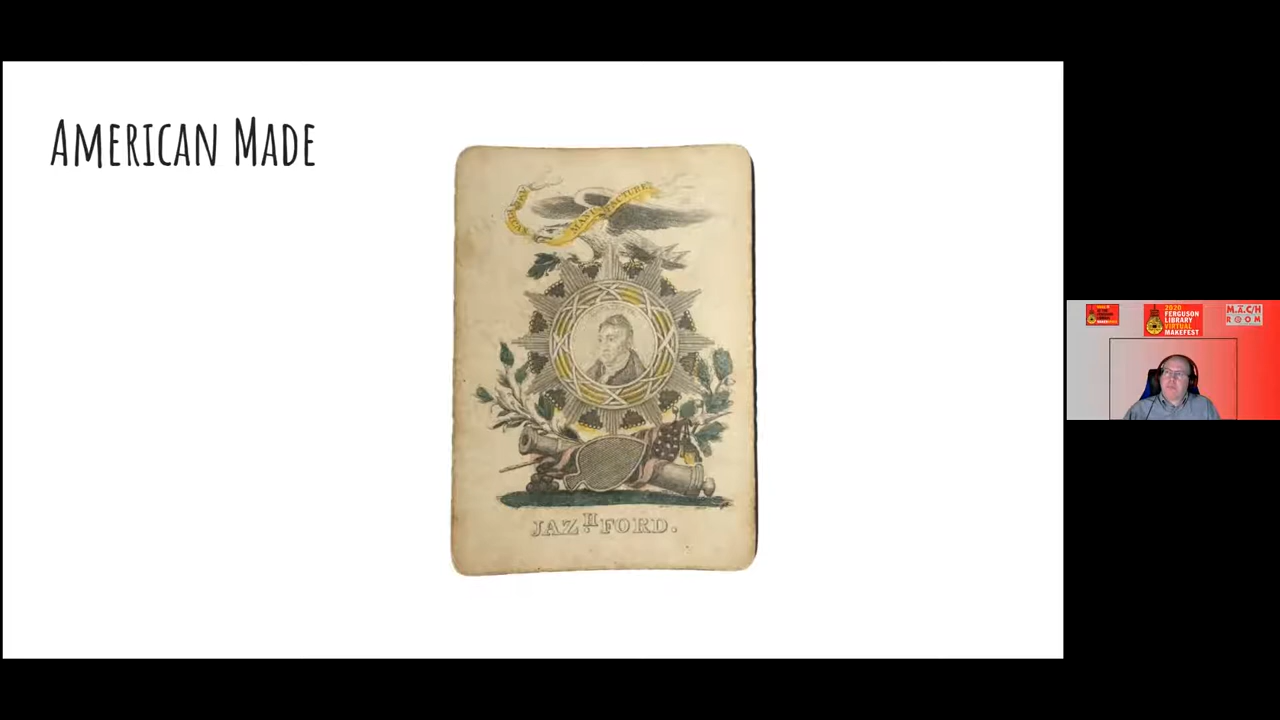 American Made
AMERICAN MANUFACTURE
JAZ.H FORD.
2020
FERGUSON
LIBRARY
VIRTUAL
MAKEFEST
M.A.C/H
ROOM